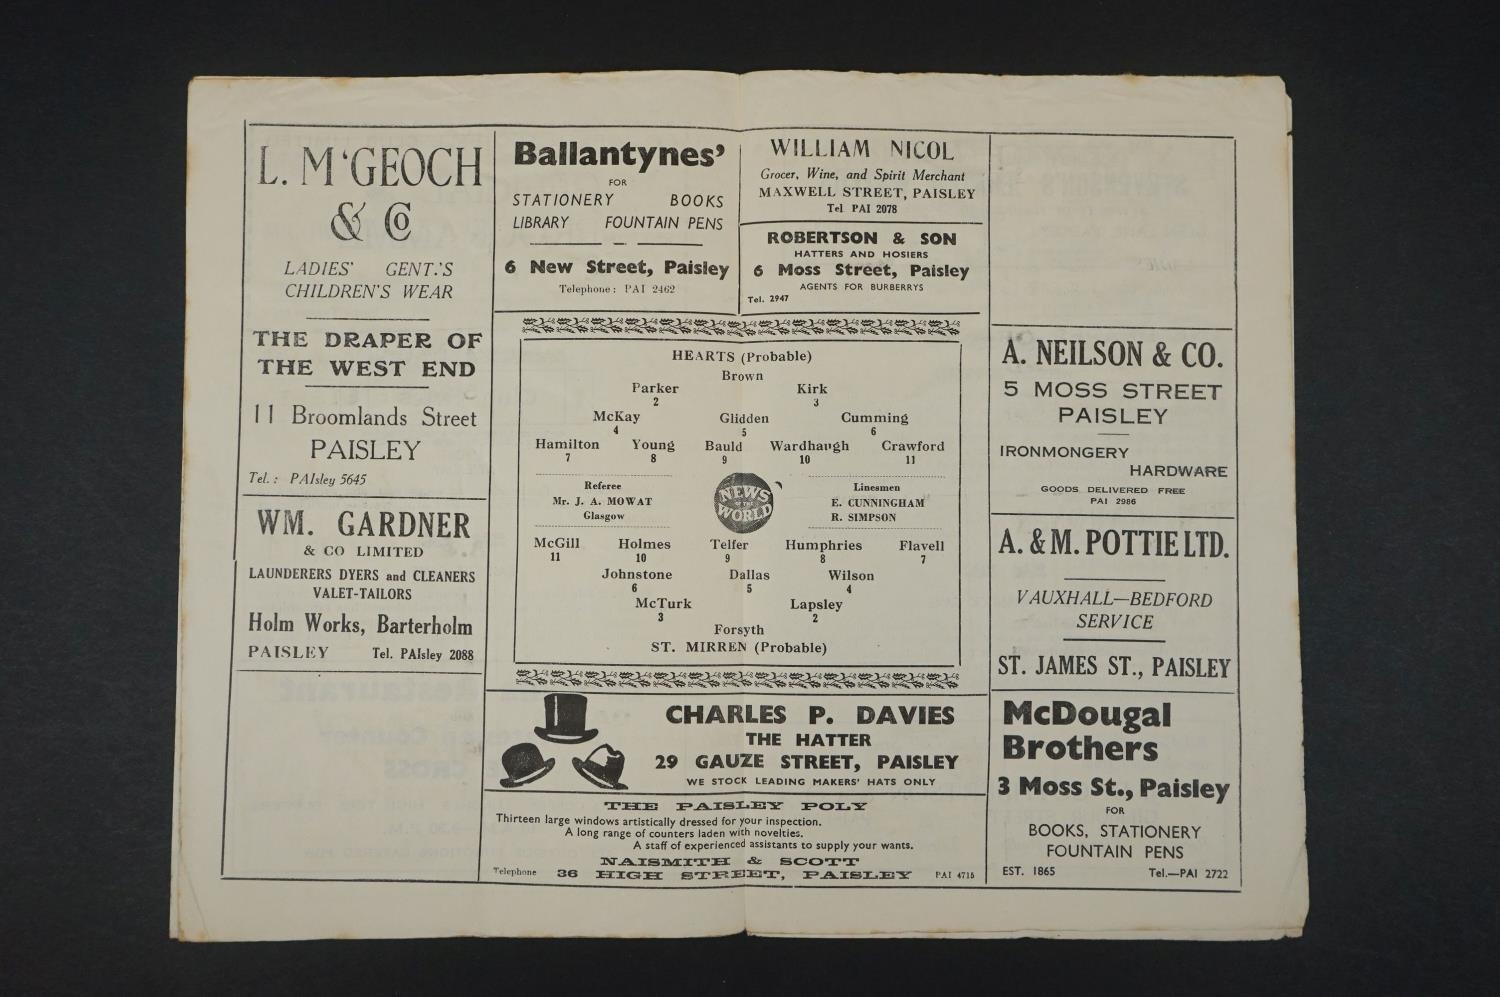 L. M'GEOCH
& Co
LADIES' GENT.'S
CHILDREN'S WEAR
THE DRAPER OF
THE WEST END
11 Broomlands Street
PAISLEY
Tel.: PAIsley 5645
WM. GARDNER
& CO LIMITED
LAUNDERERS DYERS and CLEANERS
VALET-TAILORS
Holm Works, Barterholm
PAISLEY Tel. PAIsley 2088
Ballantynes'
FOR
STATIONERY BOOKS
LIBRARY FOUNTAIN PENS
6 New Street, Paisley
Telephone: PAI 2462
WILLIAM NICOL
Grocer, Wine, and Spirit Merchant
MAXWELL STREET, PAISLEY
Tel PAI 2078
ROBERTSON & SON
HATTERS AND HOSIERS
6 Moss Street, Paisley
AGENTS FOR BURBERRYS
Tel. 2947
HEARTS (Probable)
Brown
Parker Kirk
2 3
McKay Glidden Cumming
4 5 6
Hamilton Young Bauld Wardhaugh Crawford
7 8 9 10 11
Referee
Mr. J. A. MOWAT
Glasgow
NEWS
OF THE
WORLD
Linesmen
E. CUNNINGHAM
R. SIMPSON
McGill Holmes Telfer Humphries Flavell
11 10 9 8 7
Johnstone Dallas Wilson
6 5 4
McTurk Lapsley
3 2
Forsyth
ST. MIRREN (Probable)
CHARLES P. DAVIES
THE HATTER
29 GAUZE STREET, PAISLEY
WE STOCK LEADING MAKERS' HATS ONLY
THE PAISLEY POLY
Thirteen large windows artistically dressed for your inspection.
A long range of counters laden with novelties.
A staff of experienced assistants to supply your wants.
NAISMITH & SCOTT
Telephone 36 HIGH STREET, PAISLEY PAI 4715
A. NEILSON & CO.
5 MOSS STREET
PAISLEY
IRONMONGERY
HARDWARE
GOODS DELIVERED FREE
PAI 2986
A. & M. POTTIE LTD.
VAUXHALL—BEDFORD
SERVICE
ST. JAMES ST., PAISLEY
McDougal
Brothers
3 Moss St., Paisley
FOR
BOOKS, STATIONERY
FOUNTAIN PENS
EST. 1865 Tel.—PAI 2722